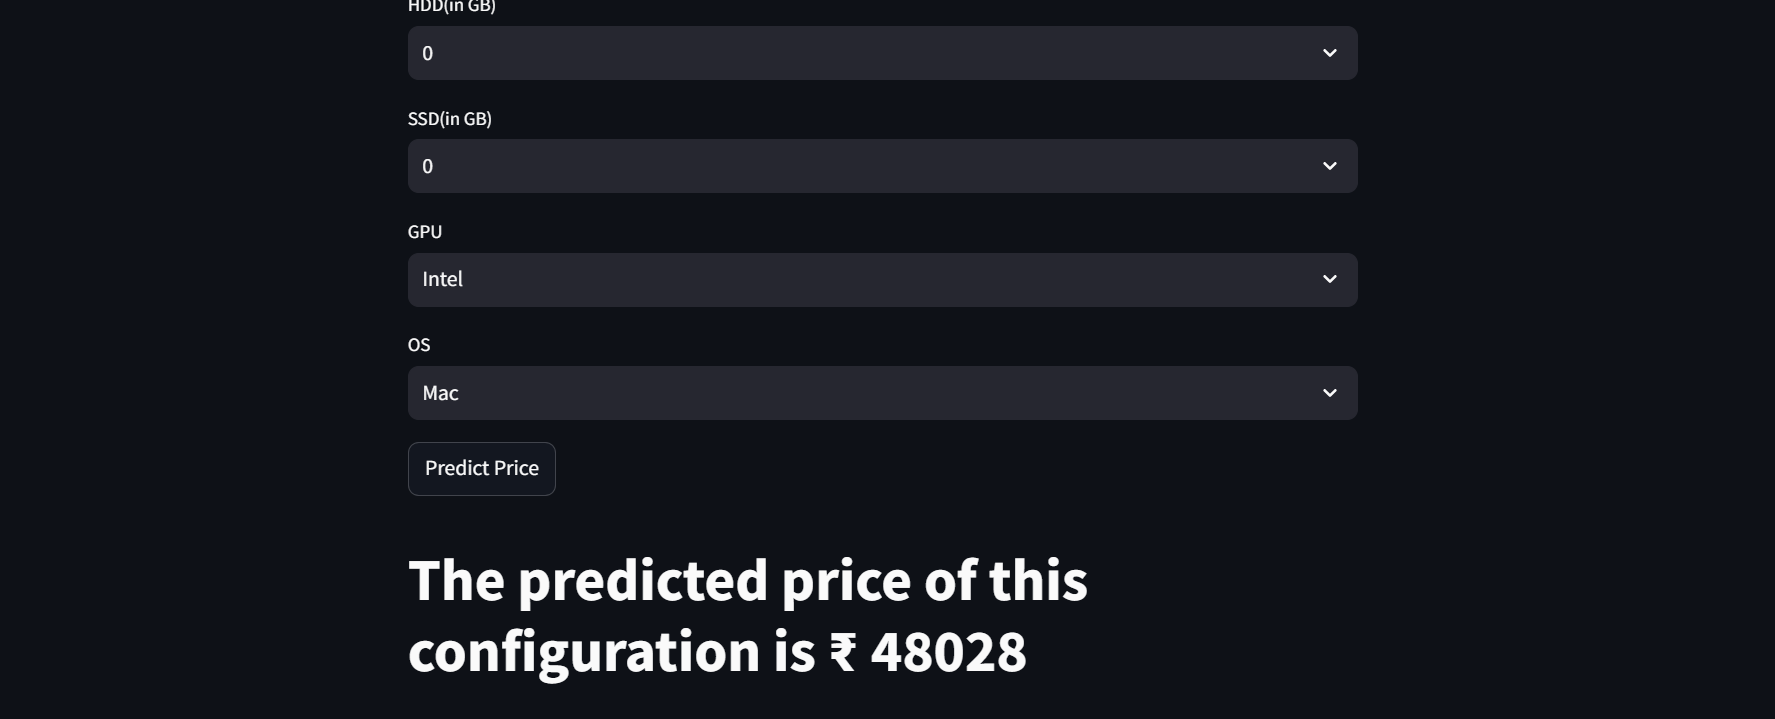 HDD(in GB)
0
SSD(in GB)
0
GPU
Intel
OS
Mac
Predict Price
The predicted price of this
configuration is ₹ 48028